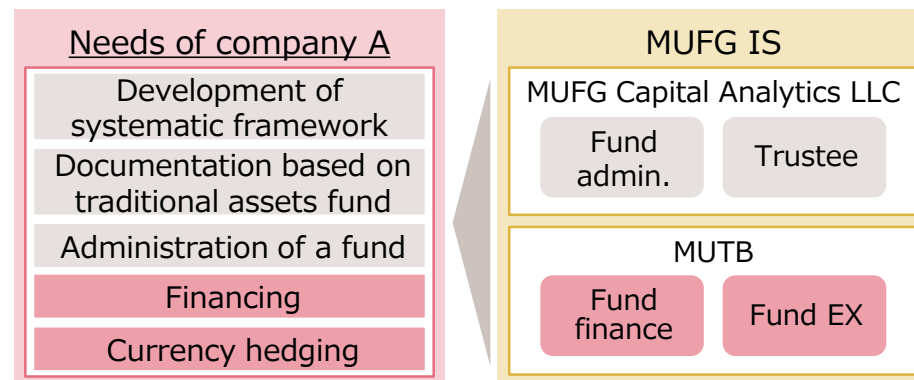 Needs of company A
Development of
systematic framework
Documentation based on
traditional assets fund
Administration of a fund
Financing
Currency hedging
MUFG IS
MUFG Capital Analytics LLC
Fund
admin.
Trustee
MUTB
Fund
finance
Fund EX